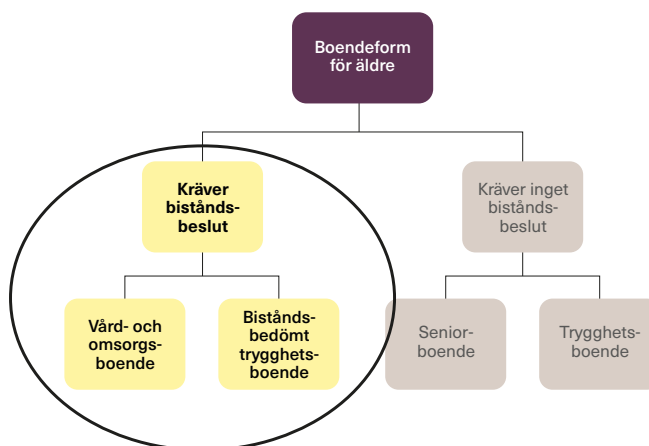 Boendeform
för äldre
Kräver
bistånds-
beslut
Kräver inget
bistånds-
beslut
Vård- och
omsorgs-
boende
Bistånds-
bedömt
trygghets-
boende
Senior-
boende
Trygghets-
boende